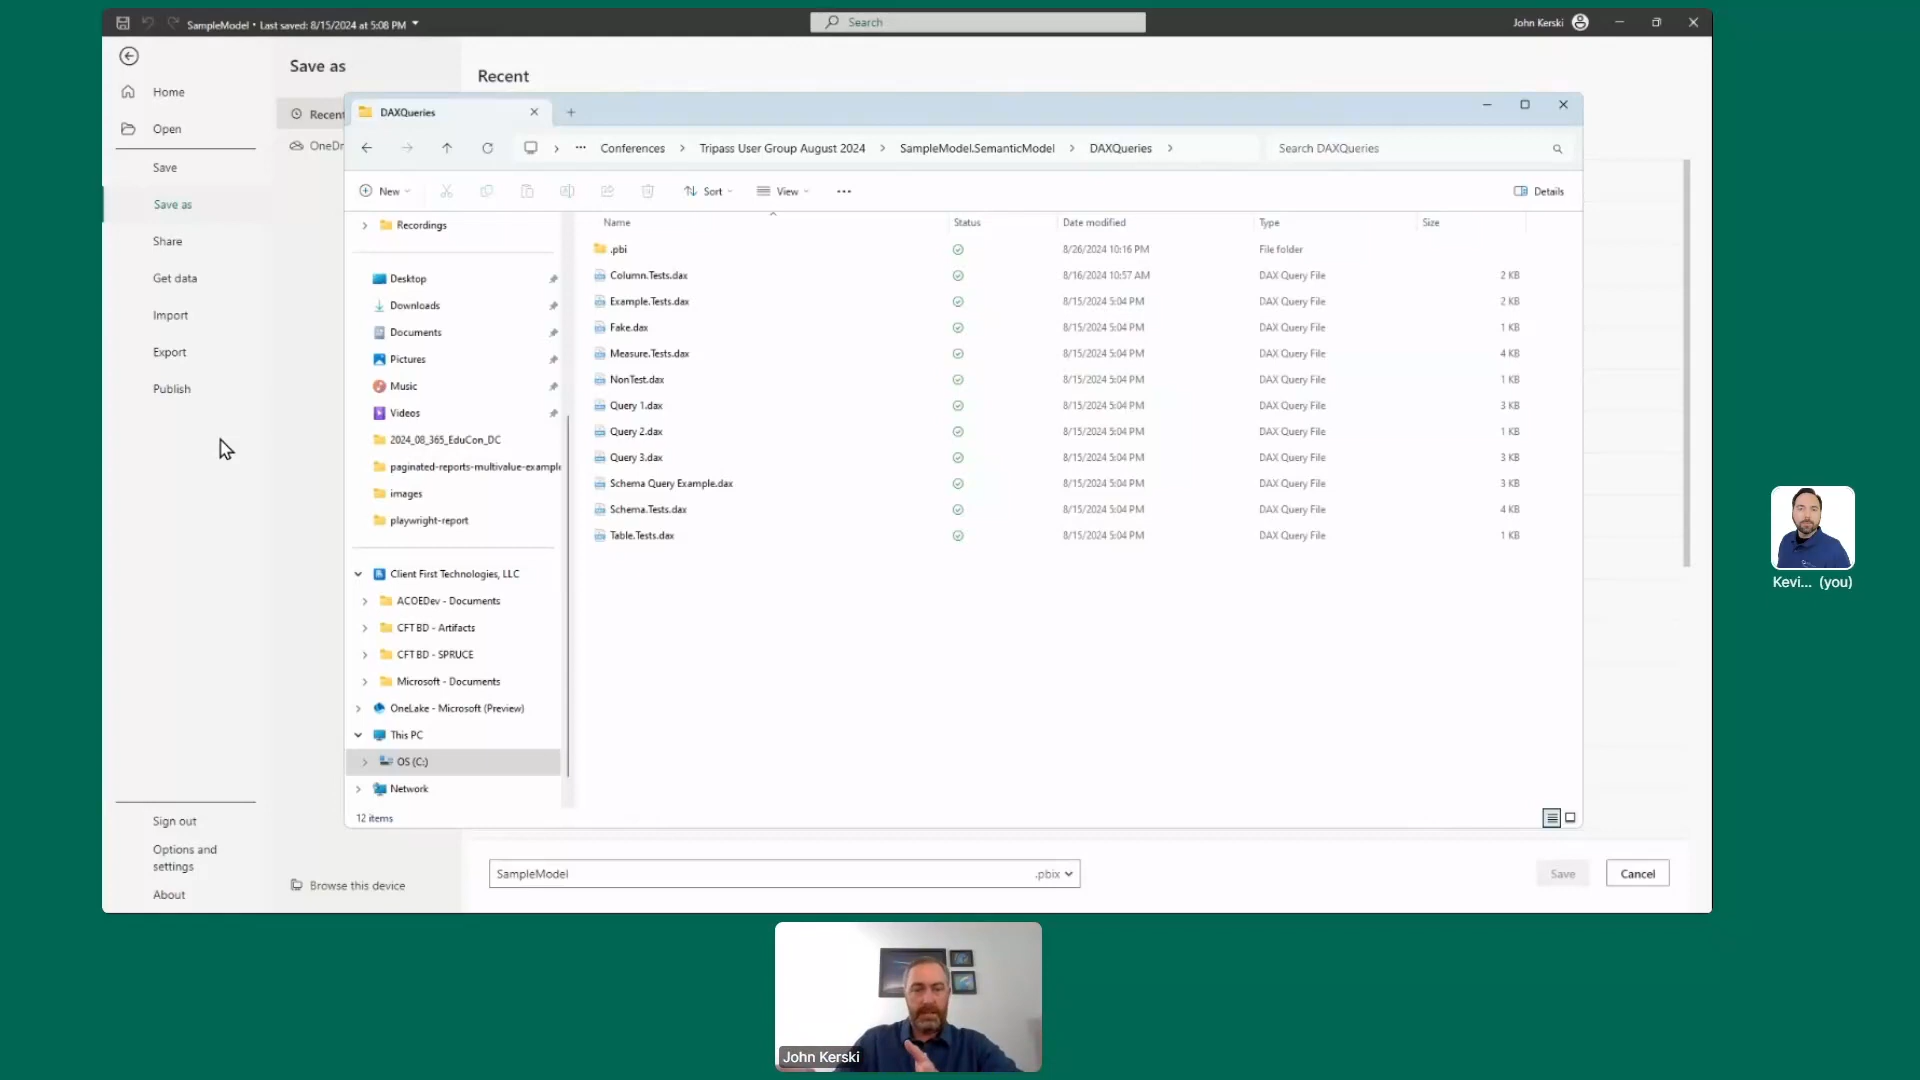 SampleModel • Last saved: 8/15/2024 at 5:08 PM
Search
John Kerski
Home
Open
Save
Save as
Share
Get data
Import
Export
Publish
Sign out
Options and
settings
About
Save as
Recent
Browse this device
Recent
DAXQueries
Conferences > Tripass User Group August 2024 > SampleModel.SemanticModel > DAXQueries >
Search DAXQueries
New
Sort
View
Details
Recordings
Desktop
Downloads
Documents
Pictures
Music
Videos
2024_08_365_EduCon_DC
paginated-reports-multivalue-example
images
playwright-report
Client First Technologies, LLC
ACOEDev - Documents
CFT BD - Artifacts
CFT BD - SPRUCE
Microsoft - Documents
OneLake - Microsoft (Preview)
This PC
OS (C:)
Network
Name Status Date modified Type Size
.pbi 8/26/2024 10:16 PM File folder
Column.Tests.dax 8/16/2024 10:57 AM DAX Query File 2 KB
Example.Tests.dax 8/15/2024 5:04 PM DAX Query File 2 KB
Fake.dax 8/15/2024 5:04 PM DAX Query File 1 KB
Measure.Tests.dax 8/15/2024 5:04 PM DAX Query File 4 KB
NonTest.dax 8/15/2024 5:04 PM DAX Query File 1 KB
Query 1.dax 8/15/2024 5:04 PM DAX Query File 3 KB
Query 2.dax 8/15/2024 5:04 PM DAX Query File 1 KB
Query 3.dax 8/15/2024 5:04 PM DAX Query File 3 KB
Schema Query Example.dax 8/15/2024 5:04 PM DAX Query File 3 KB
Schema.Tests.dax 8/15/2024 5:04 PM DAX Query File 4 KB
Table.Tests.dax 8/15/2024 5:04 PM DAX Query File 1 KB
12 items
SampleModel .pbix
Save
Cancel
Kevi... (you)
John Kerski